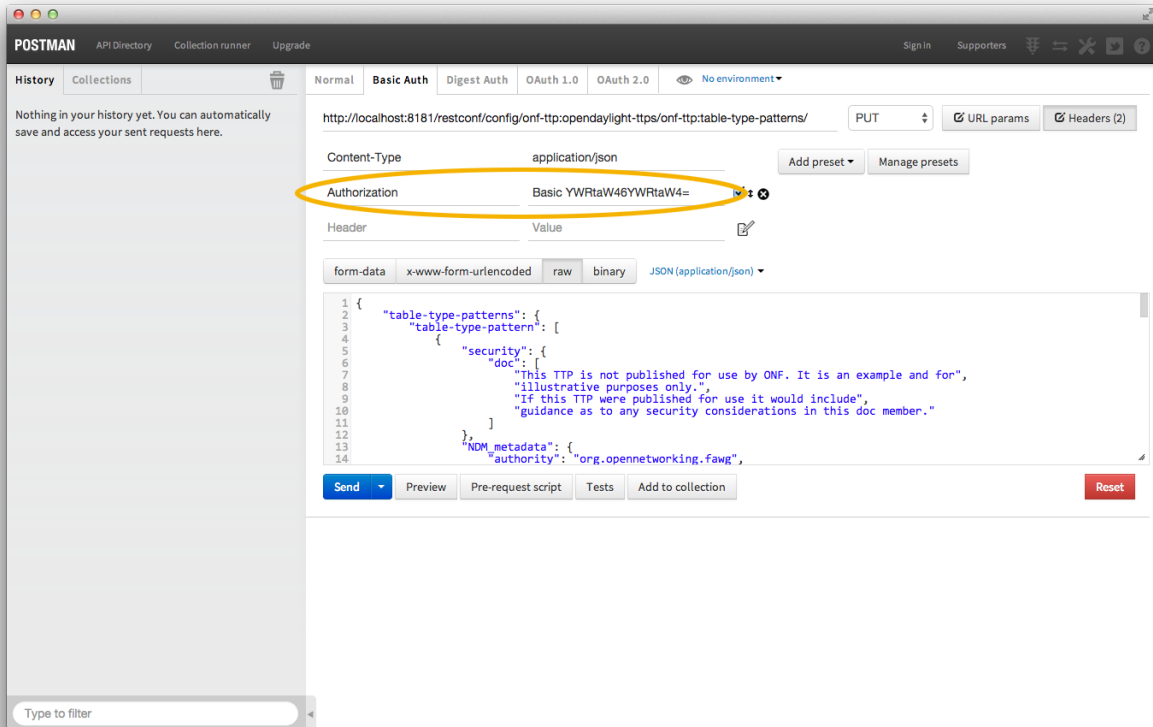 POSTMAN API Directory Collection runner Upgrade Sign in Supporters
History Collections
Nothing in your history yet. You can automatically
save and access your sent requests here.
Normal Basic Auth Digest Auth OAuth 1.0 OAuth 2.0 No environment
http://localhost:8181/restconf/config/onf-ttp:opendaylight-ttps/onf-ttp:table-type-patterns/ PUT URL params Headers (2)
Content-Type application/json Add preset Manage presets
Authorization Basic YWRtaW46YWRtaW4=
Header Value
form-data x-www-form-urlencoded raw binary JSON (application/json)
1 {
2 "table-type-patterns": {
3 "table-type-pattern": [
4 {
5 "security": {
6 "doc": [
7 "This TTP is not published for use by ONF. It is an example and for",
8 "illustrative purposes only.",
9 "If this TTP were published for use it would include",
10 "guidance as to any security considerations in this doc member."
11 ]
12 },
13 "NDM_metadata": {
14 "authority": "org.opennetworking.fawg",
Send Preview Pre-request script Tests Add to collection Reset
Type to filter